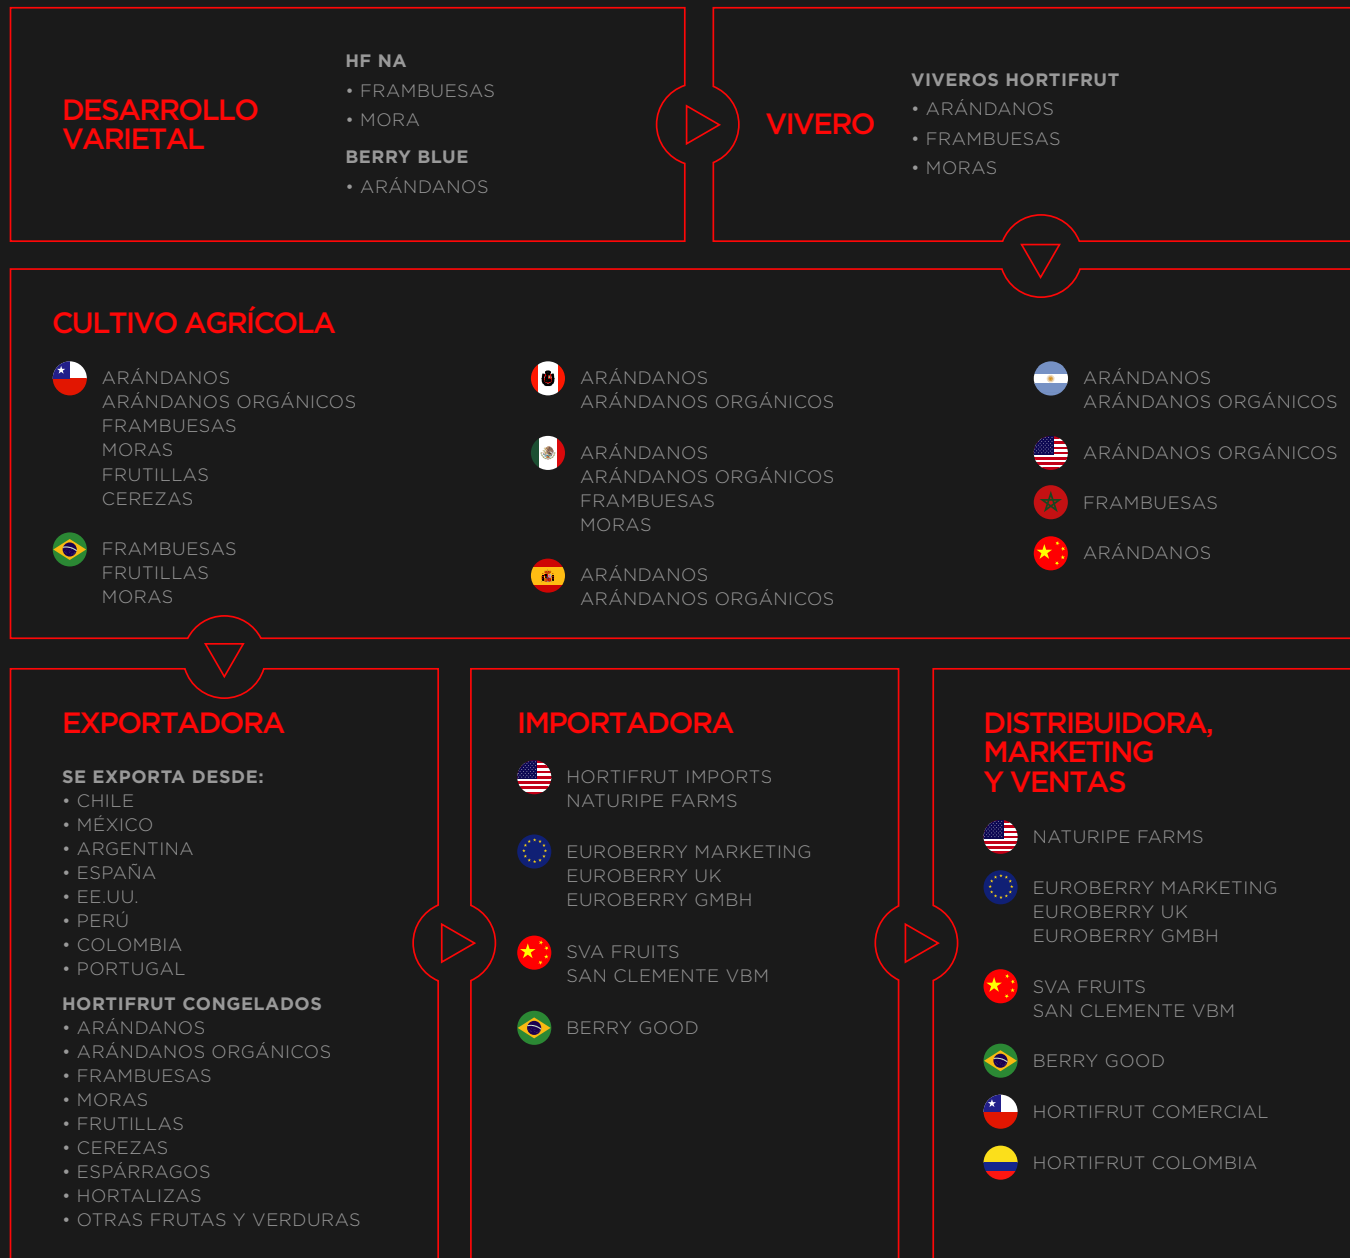 DESARROLLO
VARIETAL
HF NA
• FRAMBUESAS
• MORA
BERRY BLUE
• ARÁNDANOS
VIVERO
VIVEROS HORTIFRUT
• ARÁNDANOS
• FRAMBUESAS
• MORAS
CULTIVO AGRÍCOLA
ARÁNDANOS
ARÁNDANOS ORGÁNICOS
FRAMBUESAS
MORAS
FRUTILLAS
CEREZAS
FRAMBUESAS
FRUTILLAS
MORAS
ARÁNDANOS
ARÁNDANOS ORGÁNICOS
ARÁNDANOS
ARÁNDANOS ORGÁNICOS
FRAMBUESAS
MORAS
ARÁNDANOS
ARÁNDANOS ORGÁNICOS
ARÁNDANOS
ARÁNDANOS ORGÁNICOS
ARÁNDANOS ORGÁNICOS
FRAMBUESAS
ARÁNDANOS
EXPORTADORA
SE EXPORTA DESDE:
• CHILE
• MÉXICO
• ARGENTINA
• ESPAÑA
• EE.UU.
• PERÚ
• COLOMBIA
• PORTUGAL
HORTIFRUT CONGELADOS
• ARÁNDANOS
• ARÁNDANOS ORGÁNICOS
• FRAMBUESAS
• MORAS
• FRUTILLAS
• CEREZAS
• ESPÁRRAGOS
• HORTALIZAS
• OTRAS FRUTAS Y VERDURAS
IMPORTADORA
HORTIFRUT IMPORTS
NATURIPE FARMS
EUROBERRY MARKETING
EUROBERRY UK
EUROBERRY GMBH
SVA FRUITS
SAN CLEMENTE VBM
BERRY GOOD
DISTRIBUIDORA,
MARKETING
Y VENTAS
NATURIPE FARMS
EUROBERRY MARKETING
EUROBERRY UK
EUROBERRY GMBH
SVA FRUITS
SAN CLEMENTE VBM
BERRY GOOD
HORTIFRUT COMERCIAL
HORTIFRUT COLOMBIA